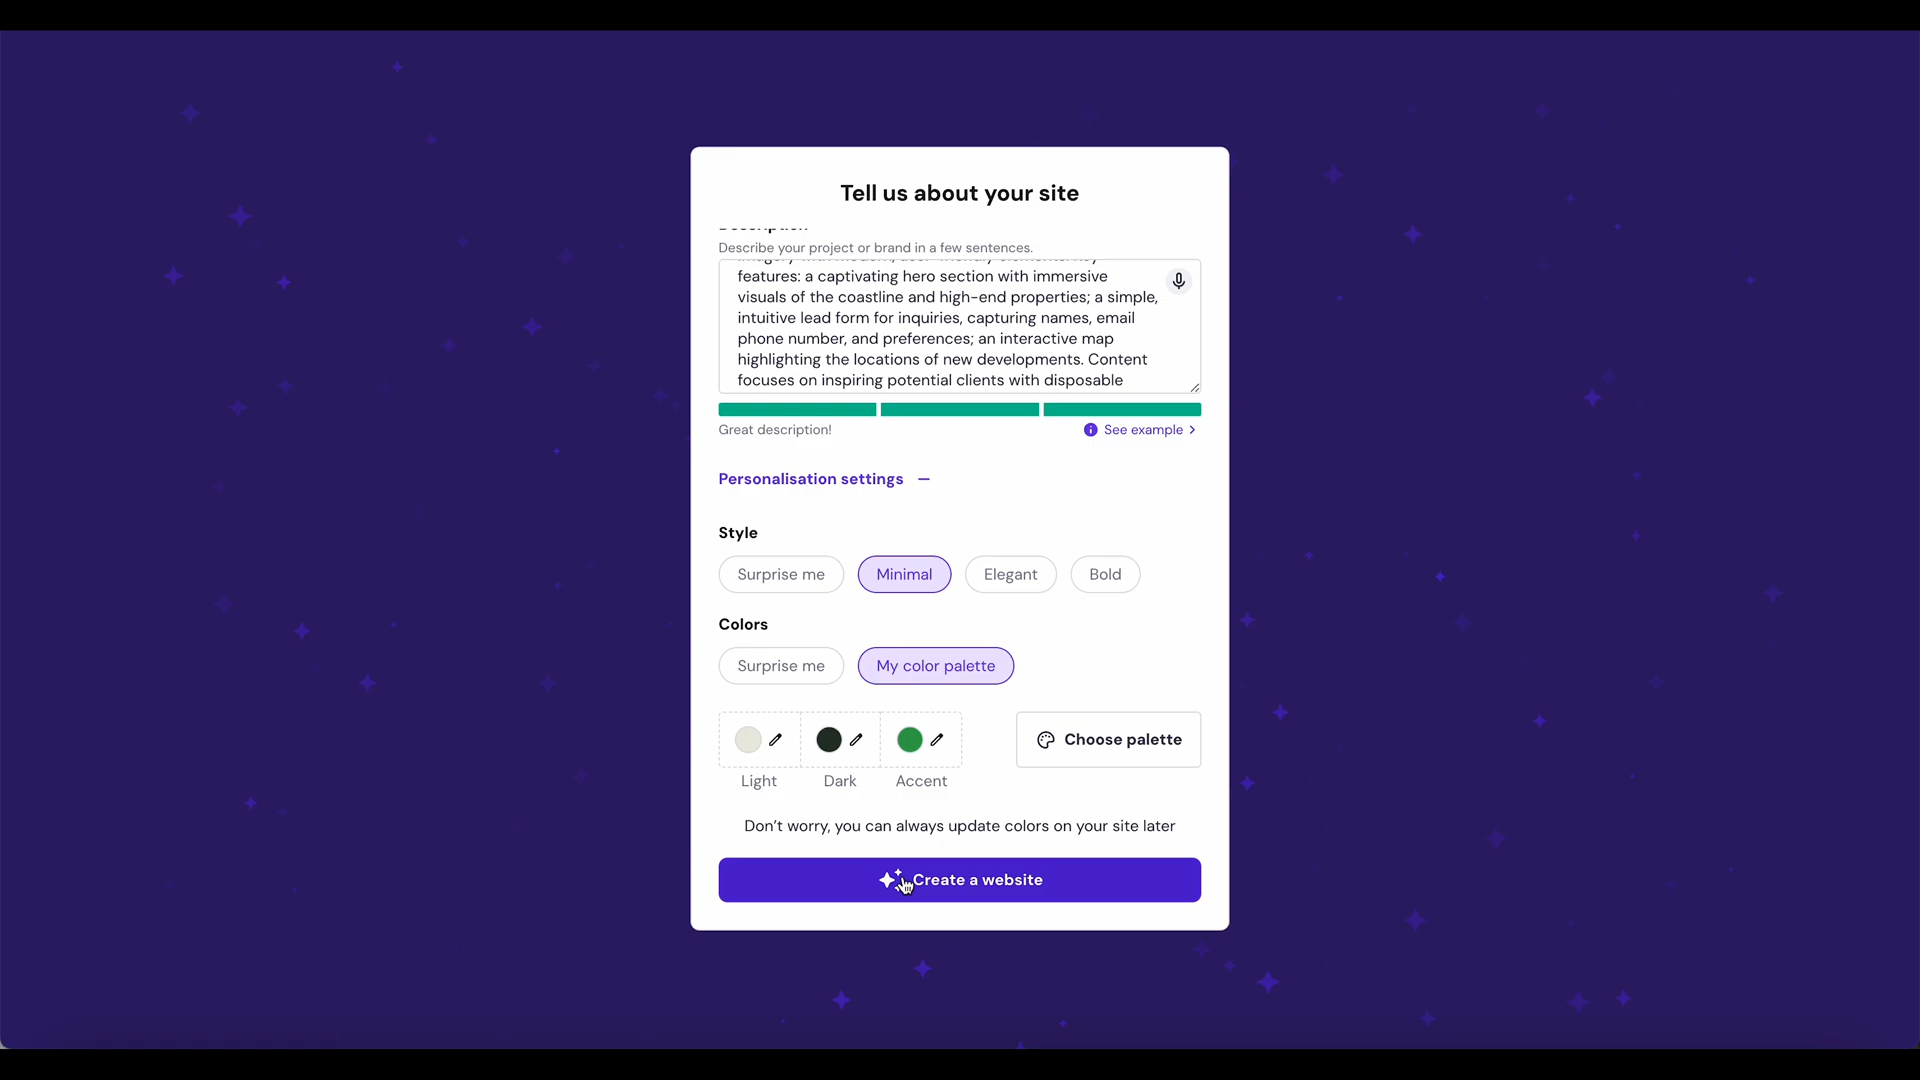 Tell us about your site
Description
Describe your project or brand in a few sentences.
features: a captivating hero section with immersive
visuals of the coastline and high-end properties; a simple,
intuitive lead form for inquiries, capturing names, email
phone number, and preferences; an interactive map
highlighting the locations of new developments. Content
focuses on inspiring potential clients with disposable
Great description!
See example
Personalisation settings
Style
Surprise me Minimal Elegant Bold
Colors
Surprise me My color palette
Choose palette
Light Dark Accent
Don't worry, you can always update colors on your site later
Create a website